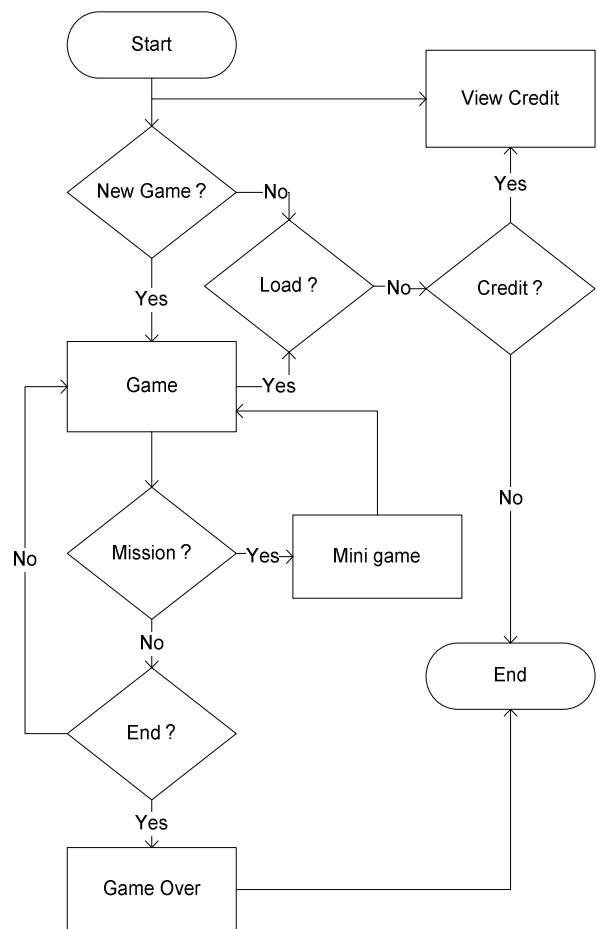 Start
View Credit
New Game ?
No
Yes
Load ?
No
Credit ?
Yes
Game
Yes
No
Mission ?
Yes
Mini game
No
No
End
End ?
Yes
Game Over